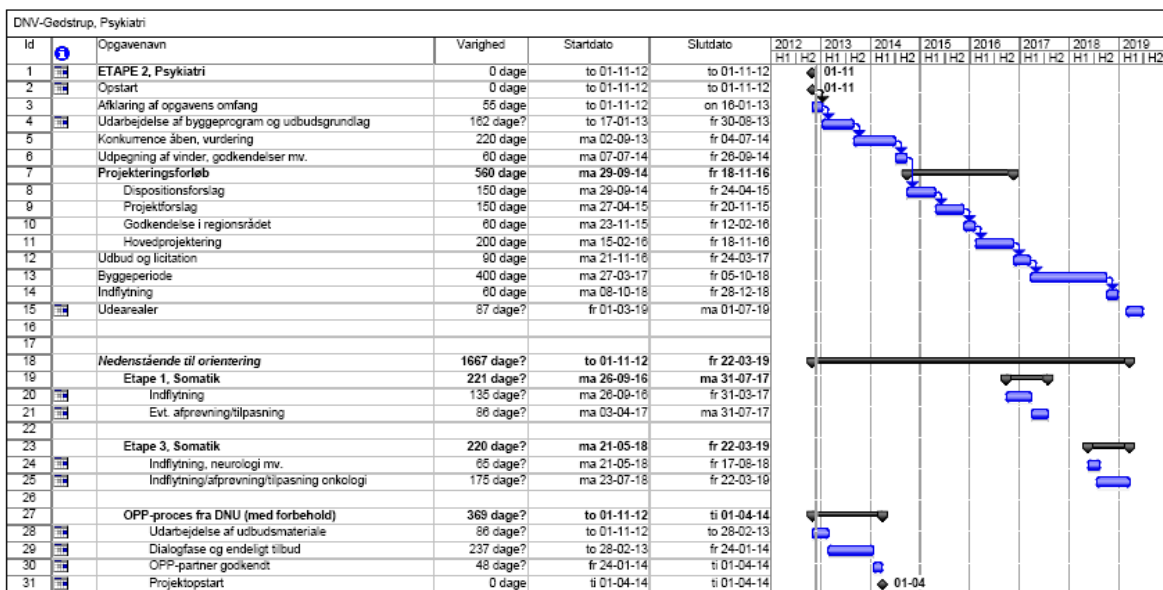 DNV-Gødstrup, Psykiatri
Id Opgavenavn Varighed Startdato Slutdato 2012 2013 2014 2015 2016 2017 2018 2019
H1 H2 H1 H2 H1 H2 H1 H2 H1 H2 H1 H2 H1 H2 H1 H2
1 ETAPE 2, Psykiatri 0 dage to 01-11-12 to 01-11-12 01-11
2 Opstart 0 dage to 01-11-12 to 01-11-12 01-11
3 Afklaring af opgavens omfang 55 dage to 01-11-12 on 16-01-13
4 Udarbejdelse af byggeprogram og udbudsgrundlag 162 dage? to 17-01-13 fr 30-08-13
5 Konkurrence åben, vurdering 220 dage ma 02-09-13 fr 04-07-14
6 Udpegning af vinder, godkendelser mv. 60 dage ma 07-07-14 fr 26-09-14
7 Projekteringsforløb 560 dage ma 29-09-14 fr 18-11-16
8 Dispositionsforslag 150 dage ma 29-09-14 fr 24-04-15
9 Projektforslag 150 dage ma 27-04-15 fr 20-11-15
10 Godkendelse i regionsrådet 60 dage ma 23-11-15 fr 12-02-16
11 Hovedprojektering 200 dage ma 15-02-16 fr 18-11-16
12 Udbud og licitation 90 dage ma 21-11-16 fr 24-03-17
13 Byggeperiode 400 dage ma 27-03-17 fr 05-10-18
14 Indflytning 60 dage ma 08-10-18 fr 28-12-18
15 Udearealer 87 dage? fr 01-03-19 ma 01-07-19
16
17
18 Nedenstående til orientering 1667 dage? to 01-11-12 fr 22-03-19
19 Etape 1, Somatik 221 dage? ma 26-09-16 ma 31-07-17
20 Indflytning 135 dage? ma 26-09-16 fr 31-03-17
21 Evt. afprøvning/tilpasning 86 dage? ma 03-04-17 ma 31-07-17
22
23 Etape 3, Somatik 220 dage? ma 21-05-18 fr 22-03-19
24 Indflytning, neurologi mv. 65 dage? ma 21-05-18 fr 17-08-18
25 Indflytning/afprøvning/tilpasning onkologi 175 dage? ma 23-07-18 fr 22-03-19
26
27 OPP-proces fra DNU (med forbehold) 369 dage? to 01-11-12 ti 01-04-14
28 Udarbejdelse af udbudsmateriale 86 dage? to 01-11-12 to 28-02-13
29 Dialogfase og endeligt tilbud 237 dage? to 28-02-13 fr 24-01-14
30 OPP-partner godkendt 48 dage? fr 24-01-14 ti 01-04-14
31 Projektopstart 0 dage ti 01-04-14 ti 01-04-14 01-04